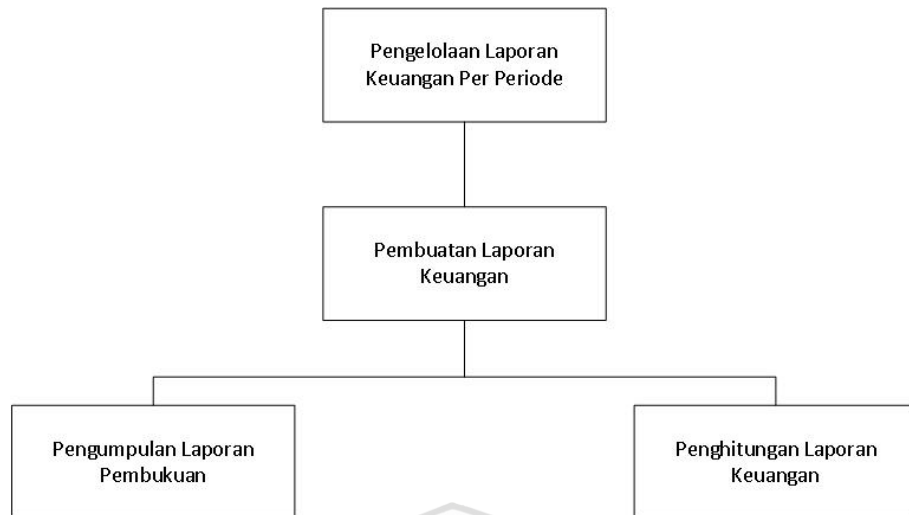 Pengelolaan Laporan
Keuangan Per Periode
Pembuatan Laporan
Keuangan
Pengumpulan Laporan
Pembukuan
Penghitungan Laporan
Keuangan